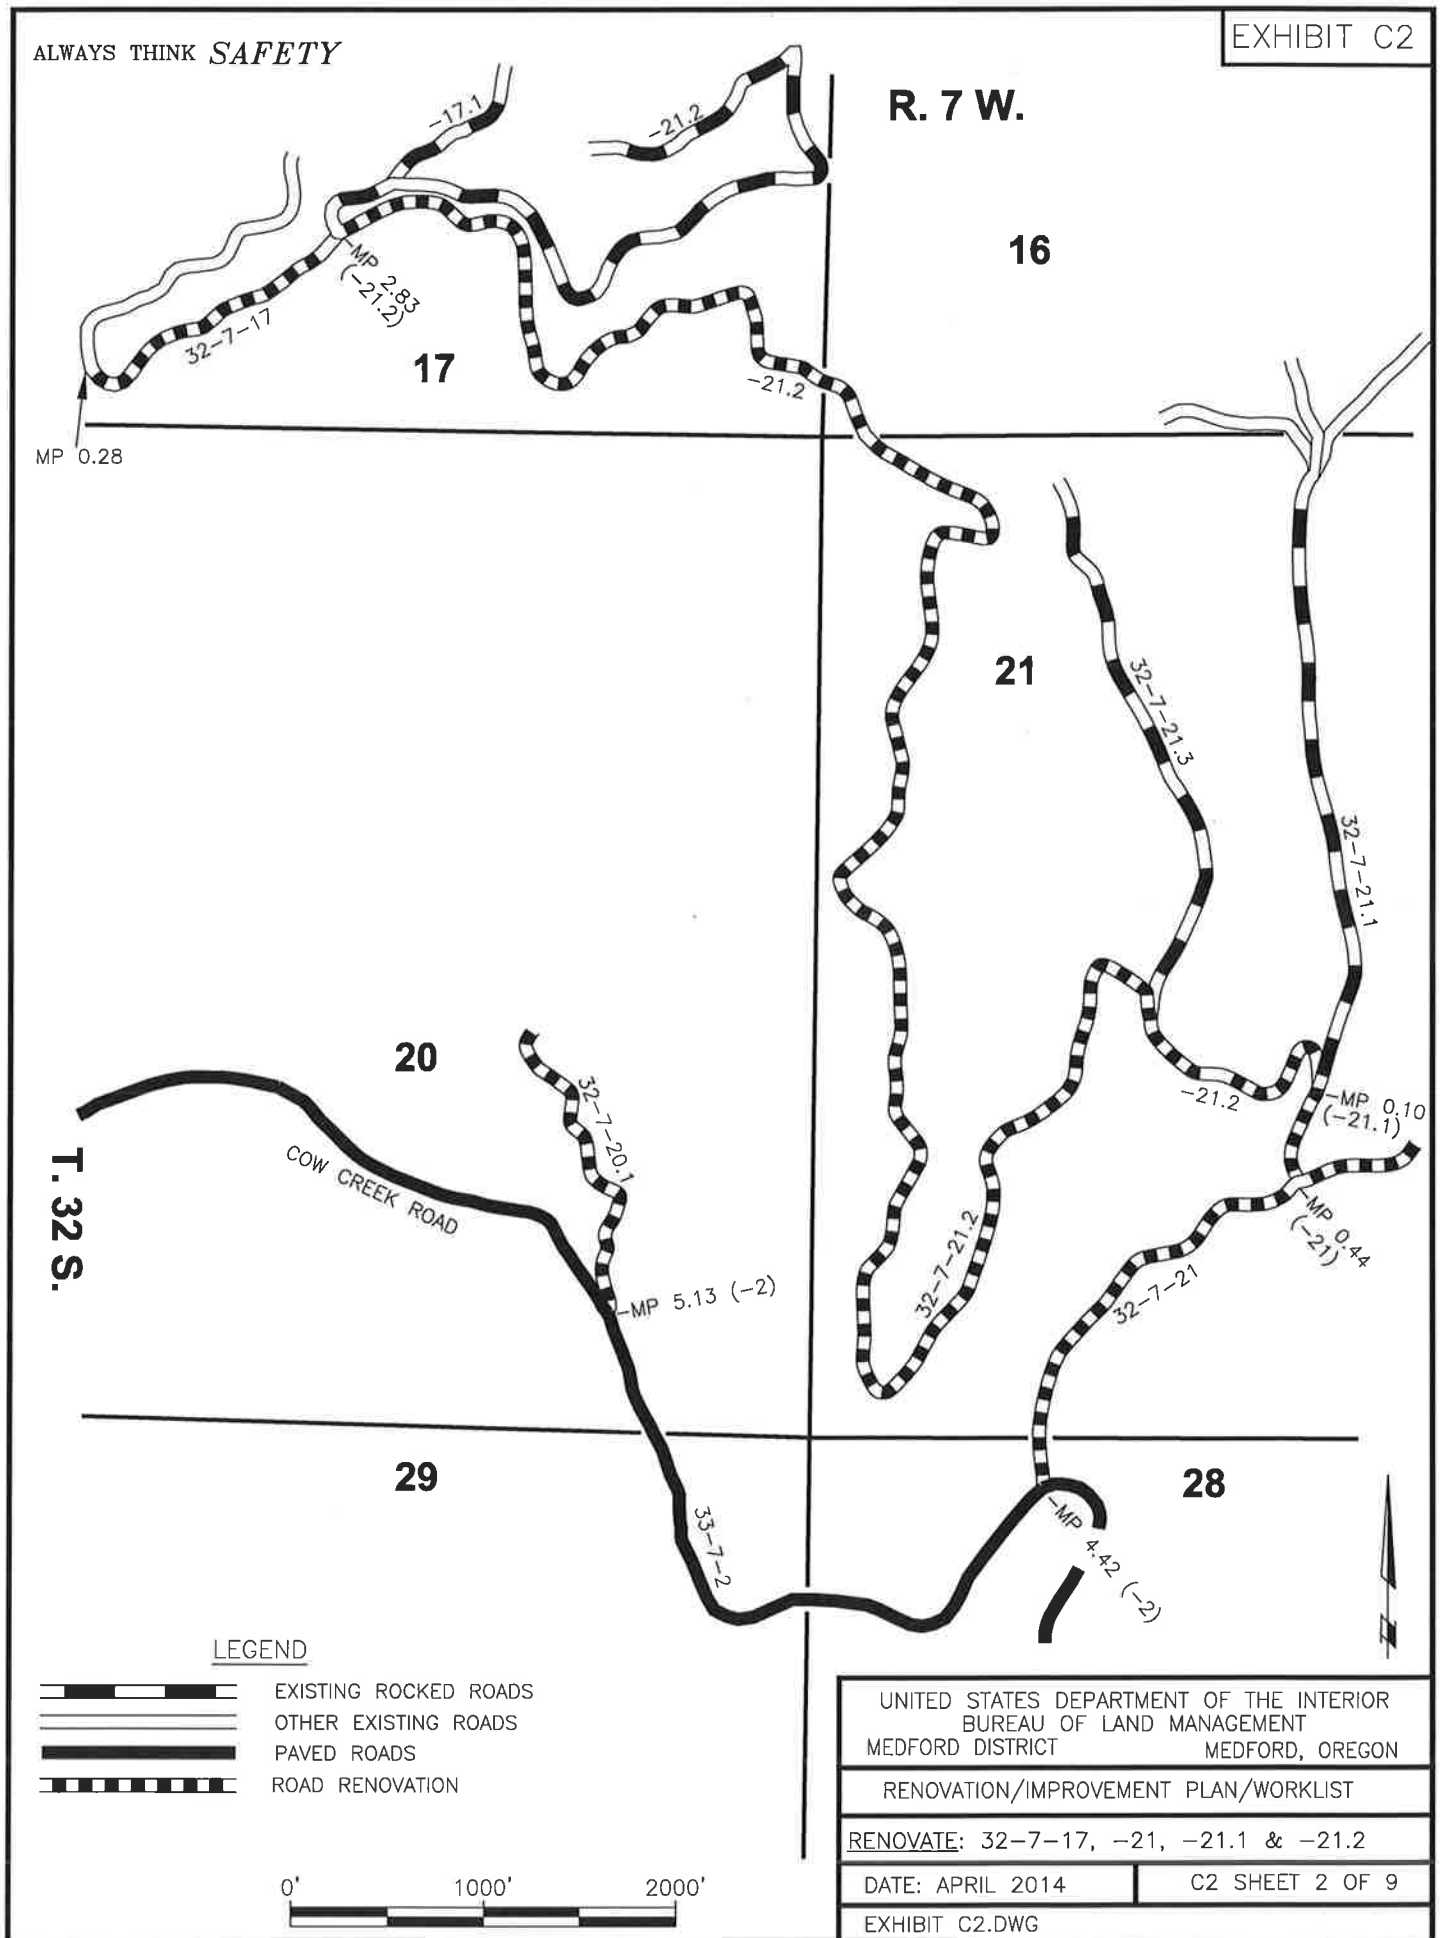 ALWAYS THINK SAFETY
EXHIBIT C2
R. 7 W.
-17.1
-21.2
16
-MP 2.83
(-21.2)
32-7-17
17
-21.2
MP 0.28
21
32-7-21.3
32-7-21.1
20
32-7-20.1
-21.2
-MP 0.10
(-21.1)
COW CREEK ROAD
T. 32 S.
-MP 0.44
(-21)
32-7-21.2
32-7-21
-MP 5.13 (-2)
29
28
33-7-2
-MP 4.42 (-2)
LEGEND
EXISTING ROCKED ROADS
OTHER EXISTING ROADS
PAVED ROADS
ROAD RENOVATION
0' 1000' 2000'
UNITED STATES DEPARTMENT OF THE INTERIOR
BUREAU OF LAND MANAGEMENT
MEDFORD DISTRICT MEDFORD, OREGON
RENOVATION/IMPROVEMENT PLAN/WORKLIST
RENOVATE: 32-7-17, -21, -21.1 & -21.2
DATE: APRIL 2014 C2 SHEET 2 OF 9
EXHIBIT C2.DWG